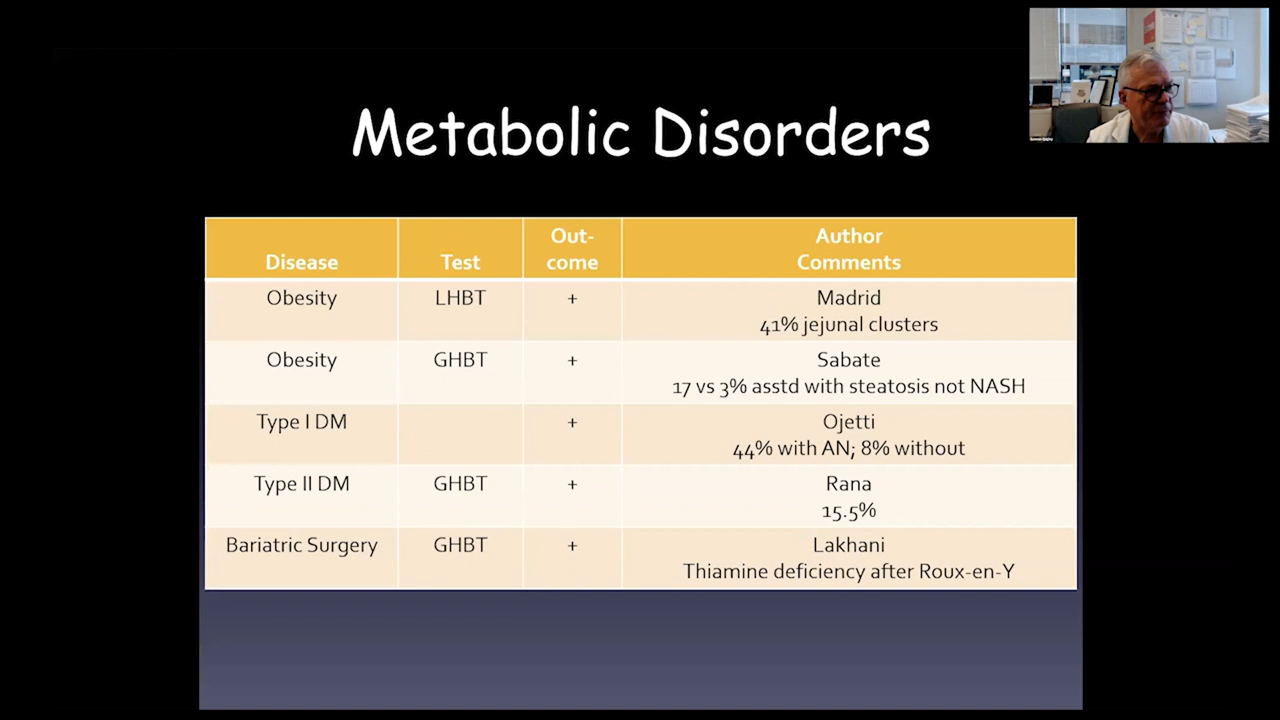 Metabolic Disorders
Disease
Test
Out-
come
Author
Comments
Obesity
LHBT
+
Madrid
41% jejunal clusters
Obesity
GHBT
+
Sabate
17 vs 3% asstd with steatosis not NASH
Type I DM
+
Ojetti
44% with AN; 8% without
Type II DM
GHBT
+
Rana
15.5%
Bariatric Surgery
GHBT
+
Lakhani
Thiamine deficiency after Roux-en-Y